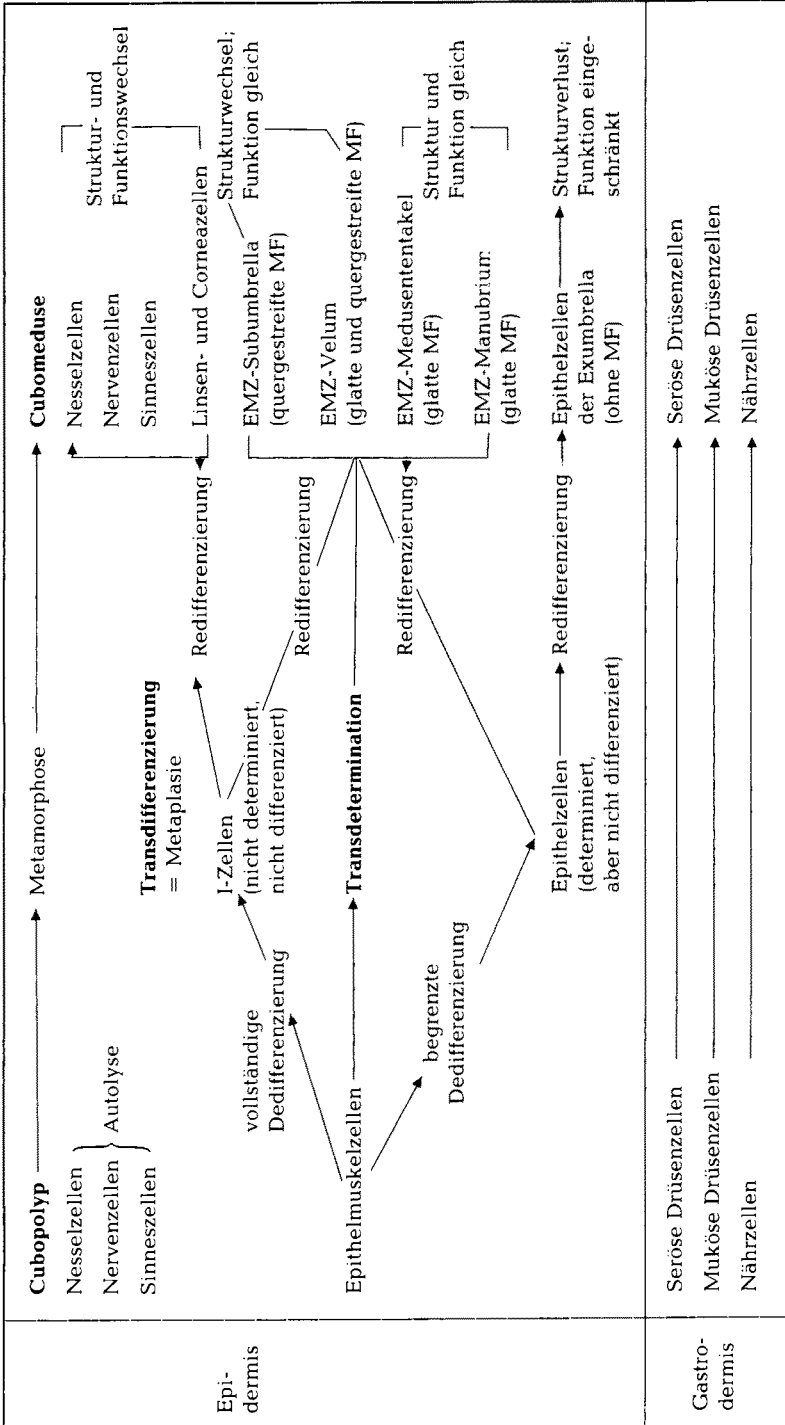 Cubopolyp Metamorphose Cubomeduse
Epi-
dermis
Nesselzellen
Nervenzellen
Sinneszellen
Autolyse
vollständige
Dedifferenzierung
Epithelmuskelzellen
begrenzte
Dedifferenzierung
Transdifferenzierung
= Metaplasie
I-Zellen
(nicht determiniert,
nicht differenziert)
Transdetermination
Epithelzellen
(determiniert,
aber nicht differenziert)
Redifferenzierung
Redifferenzierung
Redifferenzierung
Redifferenzierung
Nesselzellen
Nervenzellen
Sinneszellen
Linsen- und Corneazellen
EMZ-Subumbrella
(quergestreifte MF)
EMZ-Velum
(glatte und quergestreifte MF)
EMZ-Medusententakel
(glatte MF)
EMZ-Manubrium
(glatte MF)
Epithelzellen
der Exumbrella
(ohne MF)
Struktur- und
Funktionswechsel
Strukturwechsel;
Funktion gleich
Struktur und
Funktion gleich
Strukturverlust;
Funktion einge-
schränkt
Gastro-
dermis
Seröse Drüsenzellen Seröse Drüsenzellen
Muköse Drüsenzellen Muköse Drüsenzellen
Nährzellen Nährzellen